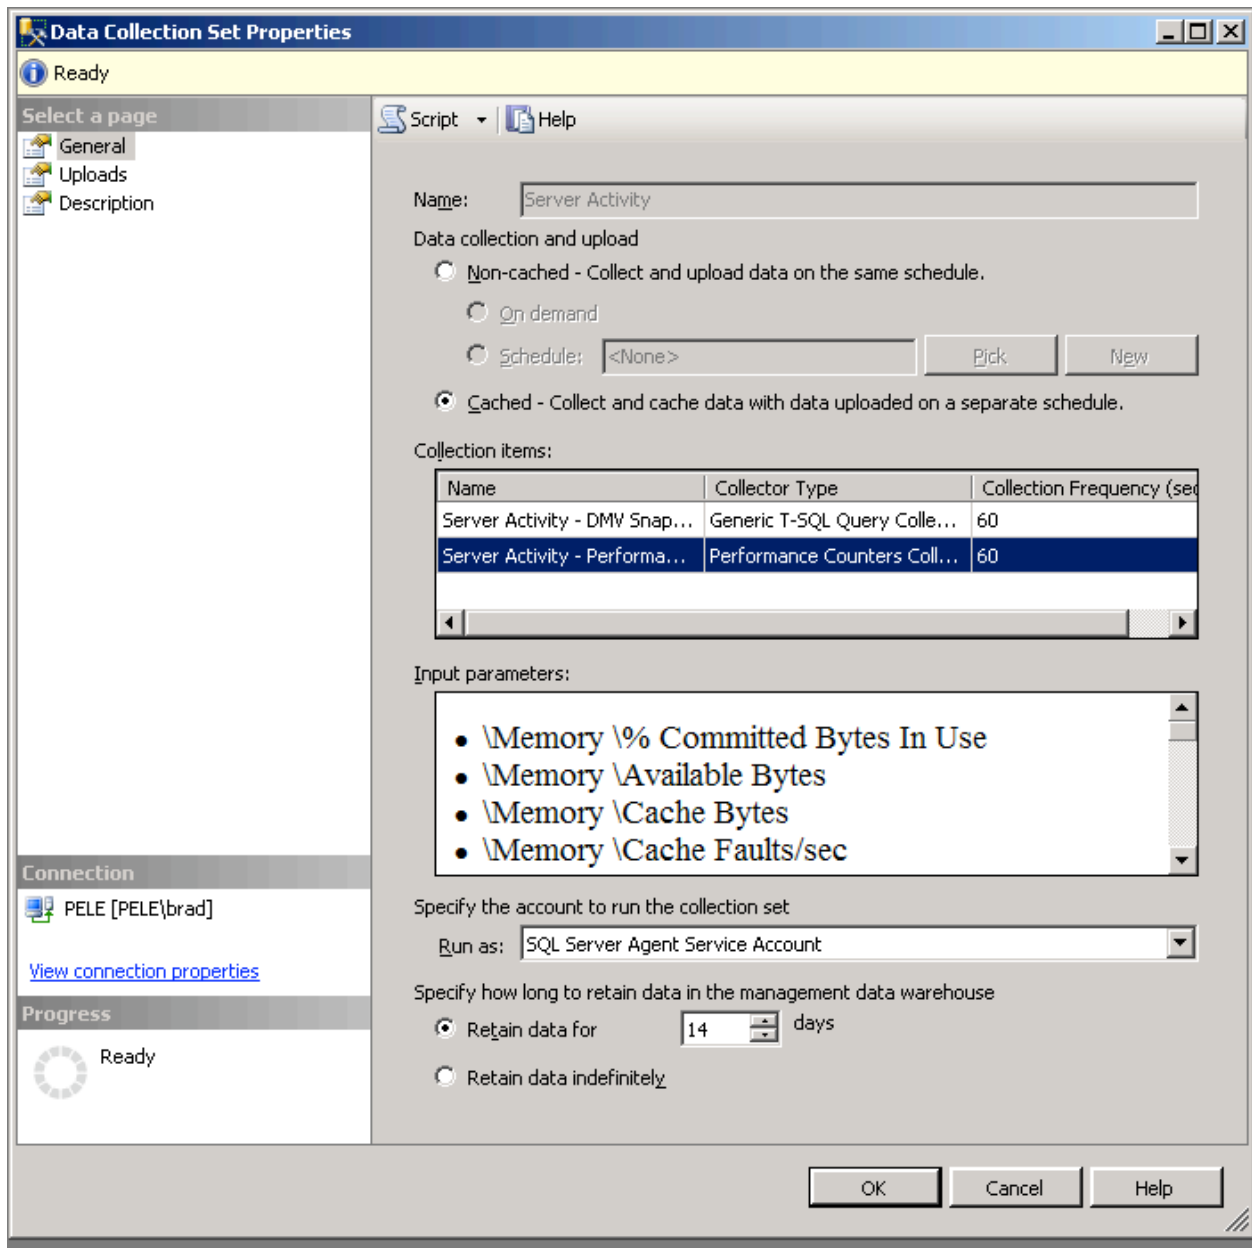 Data Collection Set Properties
Ready
Select a page
General
Uploads
Description
Script
Help
Name: Server Activity
Data collection and upload
Non-cached - Collect and upload data on the same schedule.
On demand
Schedule: <None> Pick New
Cached - Collect and cache data with data uploaded on a separate schedule.
Collection items:
Name Collector Type Collection Frequency (sec
Server Activity - DMV Snap... Generic T-SQL Query Colle... 60
Server Activity - Performa... Performance Counters Coll... 60
Input parameters:
• \Memory \% Committed Bytes In Use
• \Memory \Available Bytes
• \Memory \Cache Bytes
• \Memory \Cache Faults/sec
Connection
PELE [PELE\brad]
View connection properties
Specify the account to run the collection set
Run as: SQL Server Agent Service Account
Specify how long to retain data in the management data warehouse
Retain data for 14 days
Retain data indefinitely
Progress
Ready
OK Cancel Help